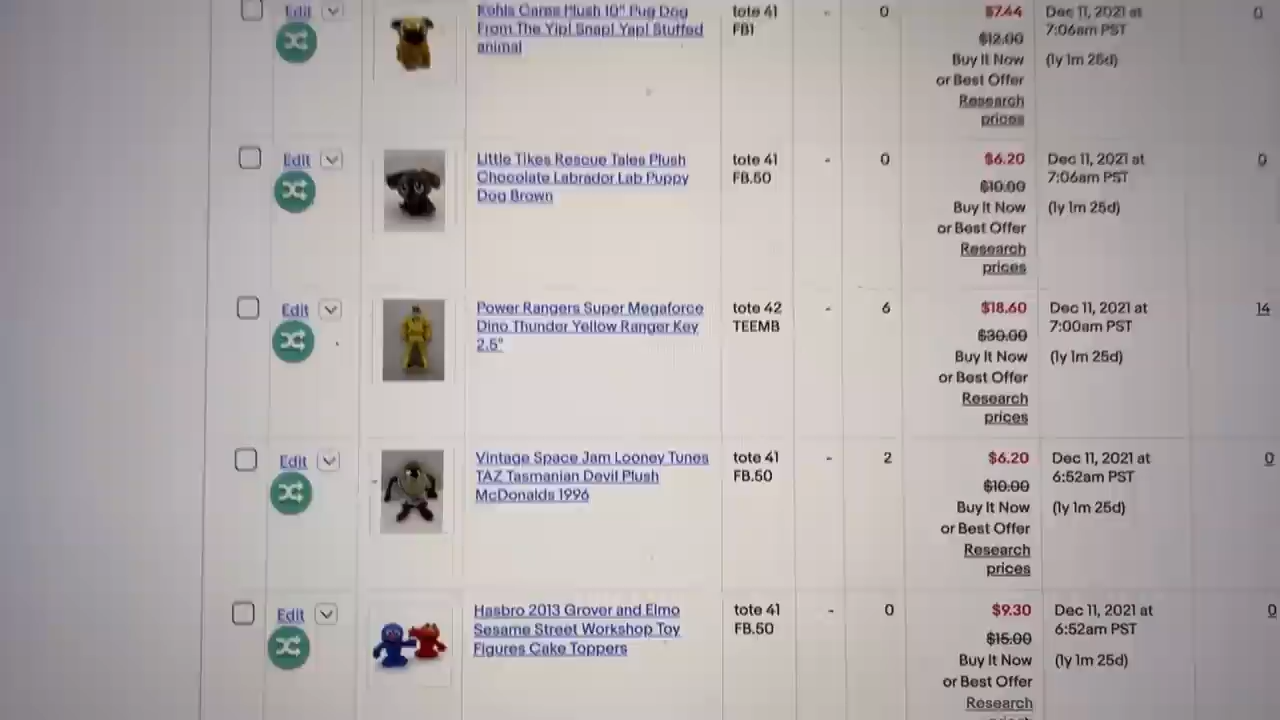 Edit
Kohls Cares Plush 10" Pug Dog
From The Yip! Snap! Yap! Stuffed
animal
tote 41
FB1
-
0
$7.44
$12.00
Buy It Now
or Best Offer
Research
prices
Dec 11, 2021 at
7:06am PST
(1y 1m 25d)
0
Edit
Little Tikes Rescue Tales Plush
Chocolate Labrador Lab Puppy
Dog Brown
tote 41
FB.50
-
0
$6.20
$10.00
Buy It Now
or Best Offer
Research
prices
Dec 11, 2021 at
7:06am PST
(1y 1m 25d)
0
Edit
Power Rangers Super Megaforce
Dino Thunder Yellow Ranger Key
2.5"
tote 42
TEEMB
-
6
$18.60
$30.00
Buy It Now
or Best Offer
Research
prices
Dec 11, 2021 at
7:00am PST
(1y 1m 25d)
14
Edit
Vintage Space Jam Looney Tunes
TAZ Tasmanian Devil Plush
McDonalds 1996
tote 41
FB.50
-
2
$6.20
$10.00
Buy It Now
or Best Offer
Research
prices
Dec 11, 2021 at
6:52am PST
(1y 1m 25d)
0
Edit
Hasbro 2013 Grover and Elmo
Sesame Street Workshop Toy
Figures Cake Toppers
tote 41
FB.50
-
0
$9.30
$15.00
Buy It Now
or Best Offer
Research
Dec 11, 2021 at
6:52am PST
(1y 1m 25d)
0